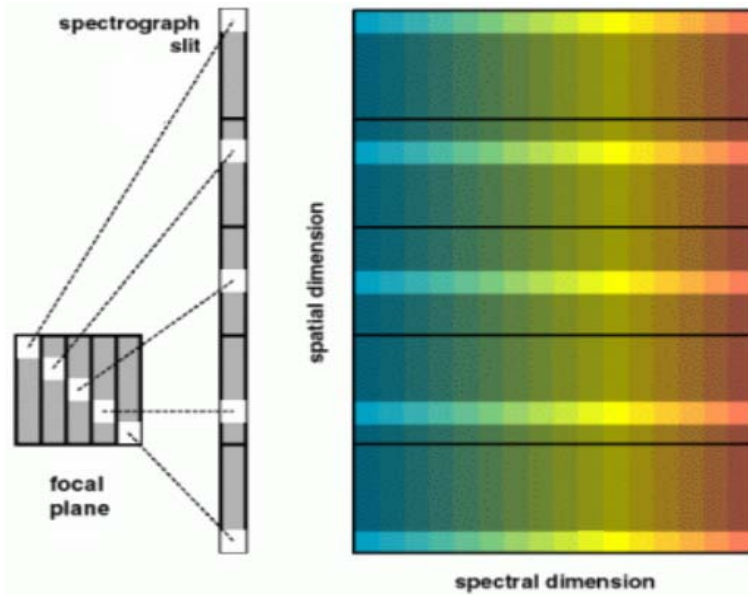 spectrograph
slit
spatial dimension
focal
plane
spectral dimension